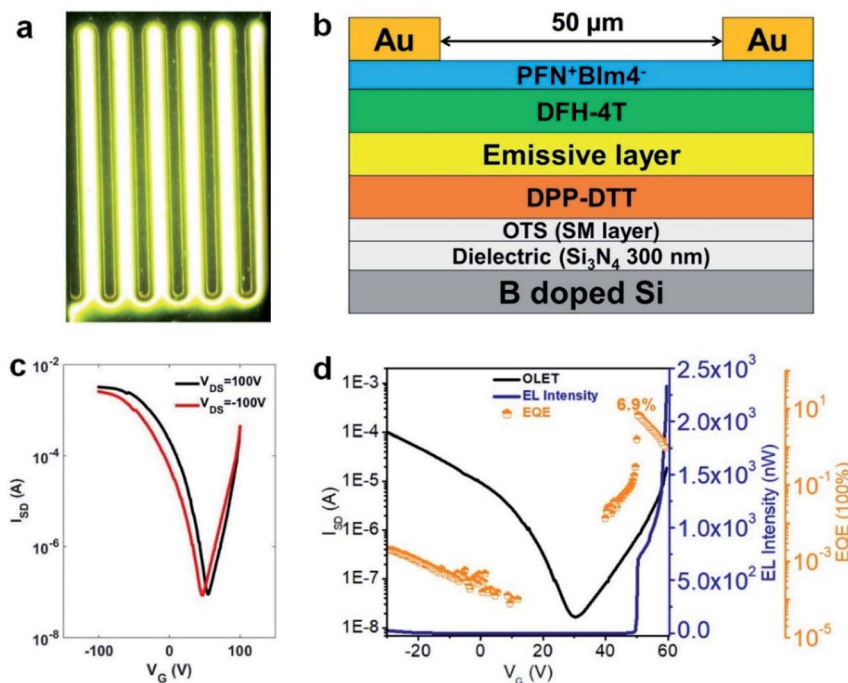 a
b
50 µm
Au
Au
PFN⁺BIm4⁻
DFH-4T
Emissive layer
DPP-DTT
OTS (SM layer)
Dielectric (Si₃N₄ 300 nm)
B doped Si
c
10⁻²
10⁻⁴
10⁻⁶
10⁻⁸
I_SD (A)
V_DS=100V
V_DS=-100V
-100 0 100
V_G (V)
d
1E-3
1E-4
1E-5
1E-6
1E-7
1E-8
I_SD (A)
OLET
EL Intensity
EQE
6.9%
-20 0 20 40 60
V_G (V)
2.5x10³
2.0x10³
1.5x10³
1.0x10³
5.0x10²
0.0
EL Intensity (nW)
10¹
10⁻¹
10⁻³
10⁻⁵
EQE (100%)